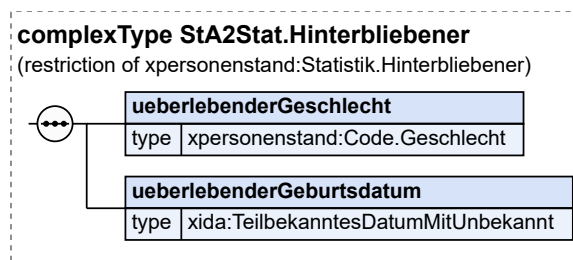 complexType StA2Stat.Hinterbliebener
(restriction of xpersonenstand:Statistik.Hinterbliebener)
ueberlebenderGeschlecht
type xpersonenstand:Code.Geschlecht
ueberlebenderGeburtsdatum
type xida:TeilbekanntesDatumMitUnbekannt